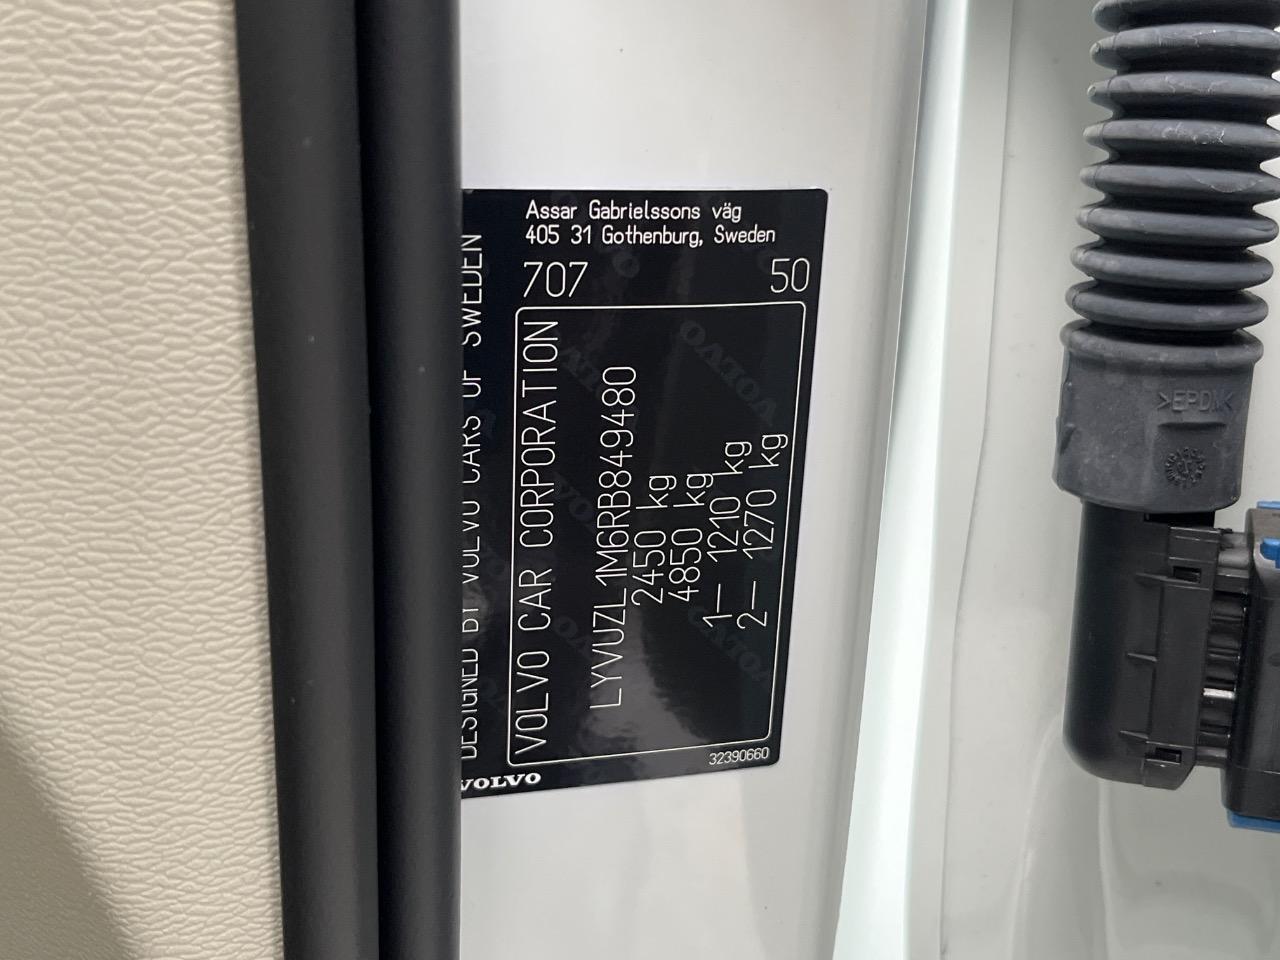 Assar Gabrielssons väg
405 31 Gothenburg, Sweden
707 50
DESIGNED BY VOLVO CARS OF SWEDEN
VOLVO CAR CORPORATION
LYVUZL1M6RB849480
2450 kg
4850 kg
1— 1210 kg
2— 1270 kg
32390660
VOLVO
>EPDM<